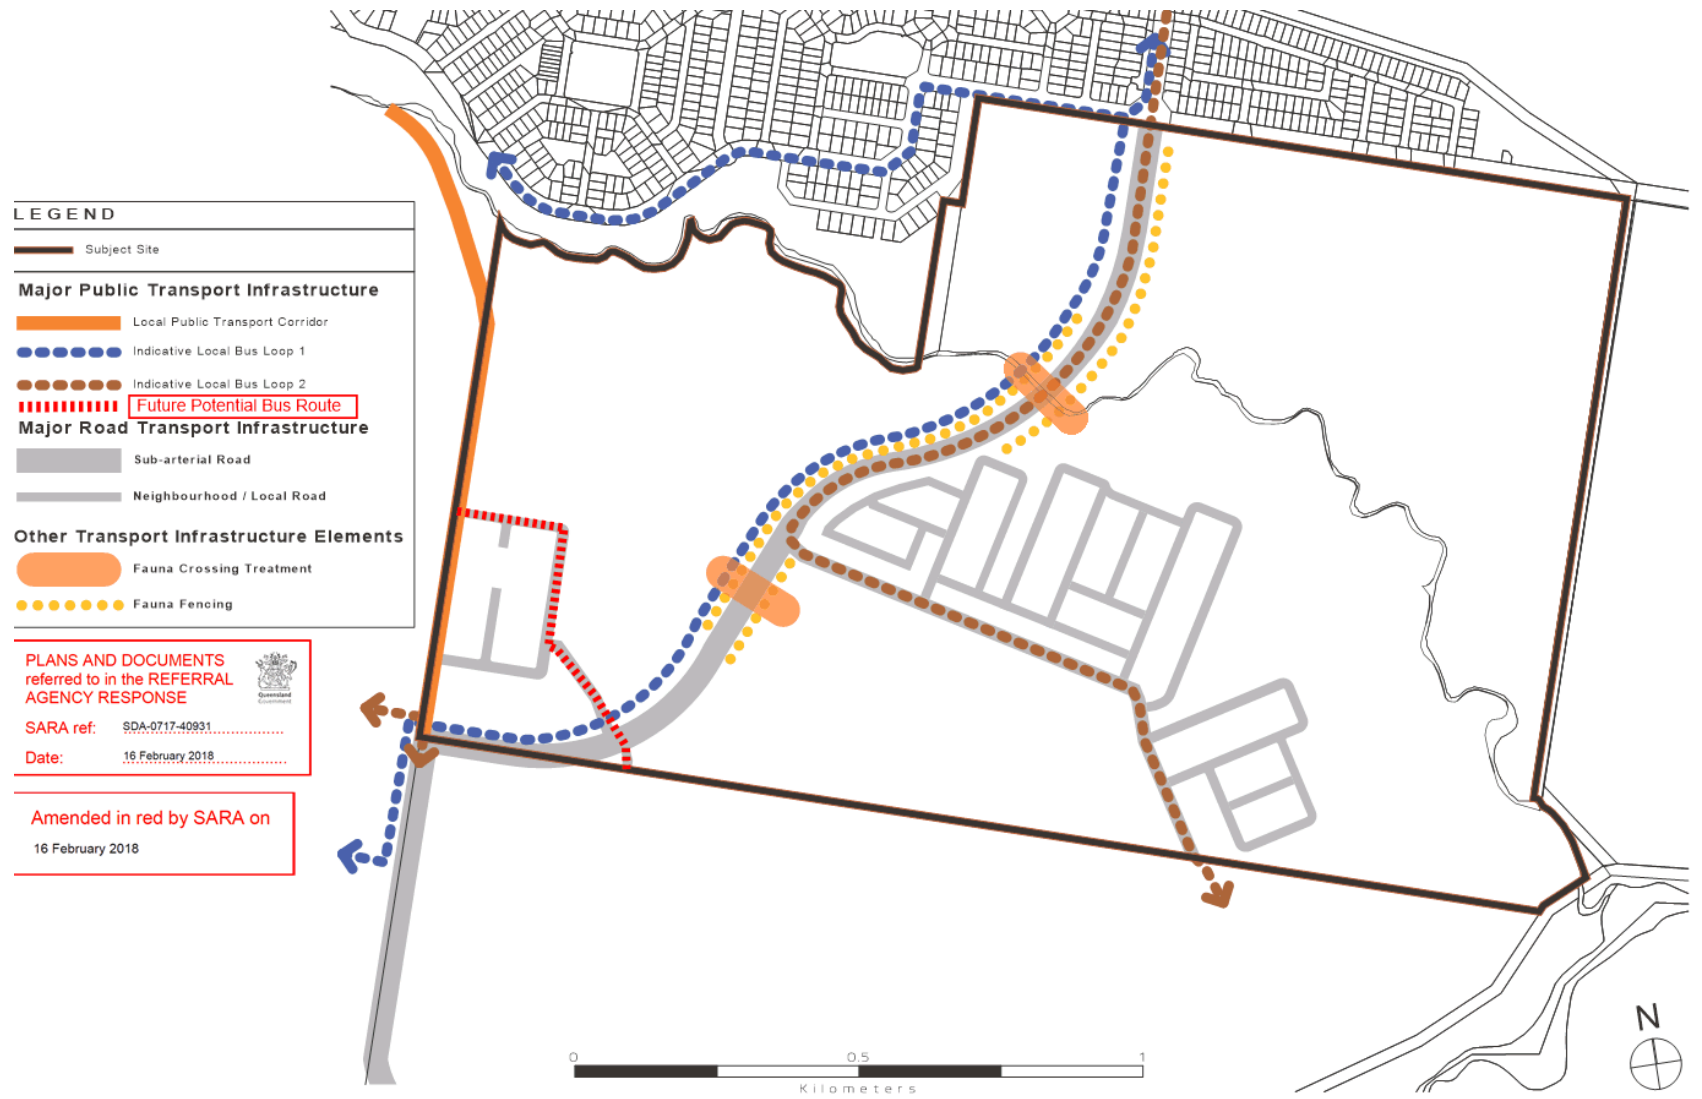 LEGEND
Subject Site
Major Public Transport Infrastructure
Local Public Transport Corridor
Indicative Local Bus Loop 1
Indicative Local Bus Loop 2
Future Potential Bus Route
Major Road Transport Infrastructure
Sub-arterial Road
Neighbourhood / Local Road
Other Transport Infrastructure Elements
Fauna Crossing Treatment
Fauna Fencing
PLANS AND DOCUMENTS
referred to in the REFERRAL
AGENCY RESPONSE
Queensland
Government
SARA ref: SDA-0717-40931
Date: 16 February 2018
Amended in red by SARA on
16 February 2018
0 0.5 1
Kilometers
N